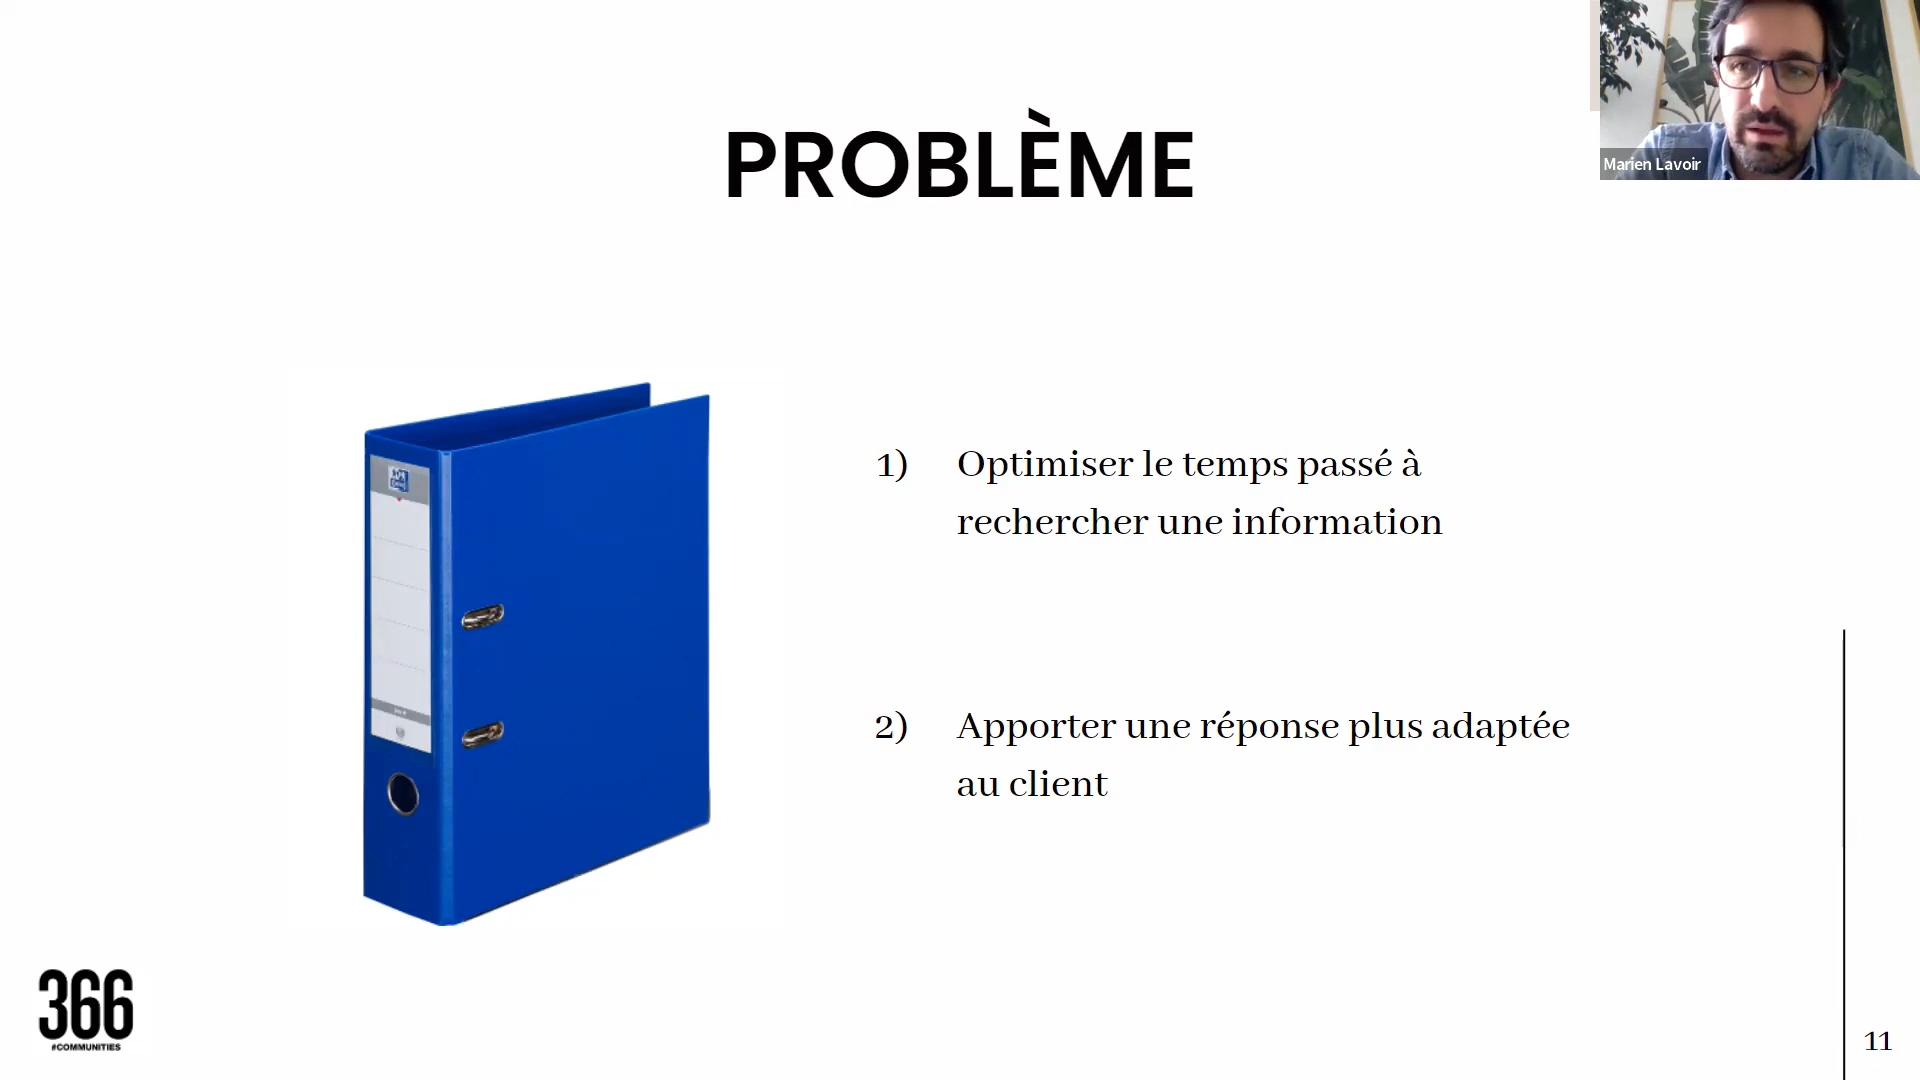 PROBLÈME
Marien Lavoir
1) Optimiser le temps passé à
rechercher une information
2) Apporter une réponse plus adaptée
au client
366
#COMMUNITIES
11